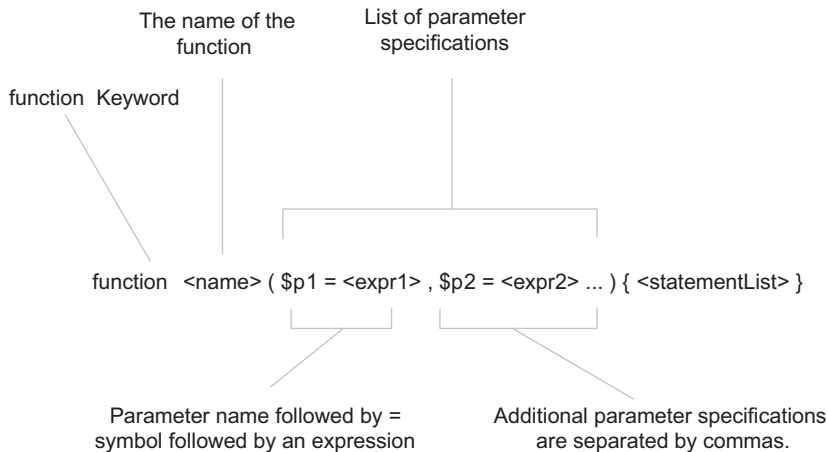 The name of the
function
List of parameter
specifications
function Keyword
function <name> ( $p1 = <expr1> , $p2 = <expr2> ... ) { <statementList> }
Parameter name followed by =
symbol followed by an expression
Additional parameter specifications
are separated by commas.